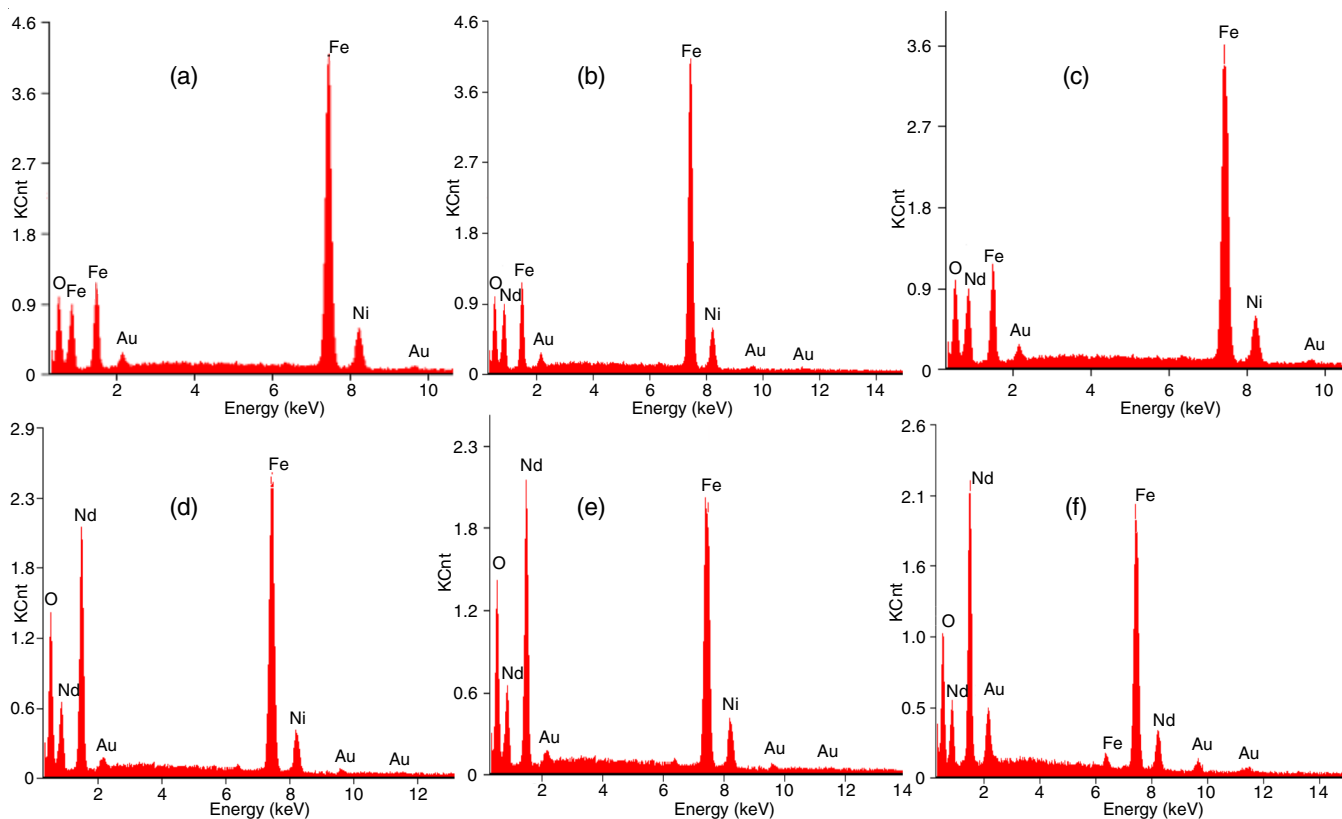 (a)
4.6
3.6
2.7
1.8
0.9
0
KCnt
O
Fe
Fe
Au
Fe
Ni
Au
2 4 6 8 10
Energy (keV)
(b)
4.6
3.6
2.7
1.8
0.9
0
KCnt
O
Nd
Fe
Au
Fe
Ni
Au
Au
2 4 6 8 10 12 14
Energy (keV)
(c)
3.6
2.7
1.8
0.9
0
KCnt
O
Nd
Fe
Au
Fe
Ni
Au
2 4 6 8 10
Energy (keV)
(d)
2.9
2.3
1.8
1.2
0.6
0
KCnt
O
Nd
Nd
Au
Fe
Ni
Au
Au
2 4 6 8 10 12
Energy (keV)
(e)
2.3
1.8
1.2
0.6
0
KCnt
O
Nd
Nd
Au
Fe
Ni
Au
Au
2 4 6 8 10 12 14
Energy (keV)
(f)
2.6
2.1
1.6
1.0
0.5
0
KCnt
O
Nd
Nd
Au
Fe
Fe
Nd
Au
Au
2 4 6 8 10 12 14
Energy (keV)